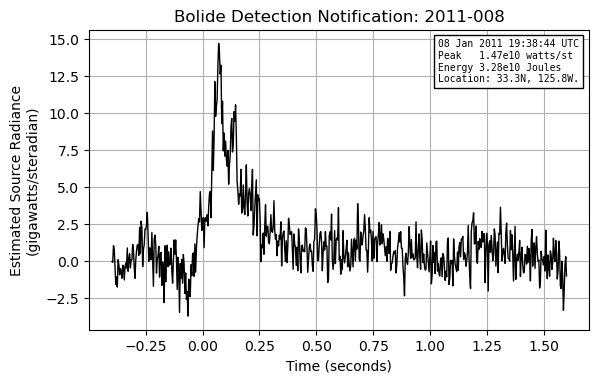 Bolide Detection Notification: 2011-008
08 Jan 2011 19:38:44 UTC
Peak   1.47e10 watts/st
Energy 3.28e10 Joules
Location: 33.3N, 125.8W.
Estimated Source Radiance
(gigawatts/steradian)
15.0
12.5
10.0
7.5
5.0
2.5
0.0
−2.5
−0.25 0.00 0.25 0.50 0.75 1.00 1.25 1.50
Time (seconds)